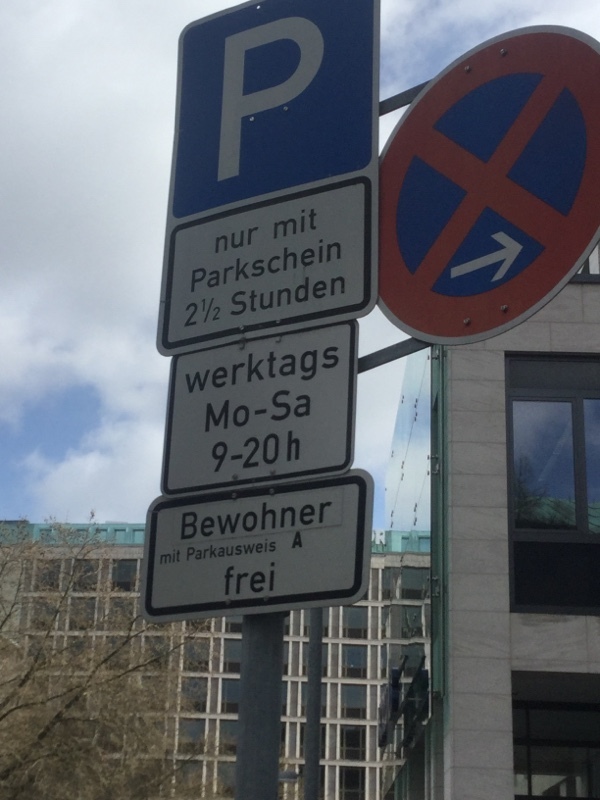 P
nur mit
Parkschein
2½ Stunden
werktags
Mo-Sa
9-20h
Bewohner
mit Parkausweis A
frei